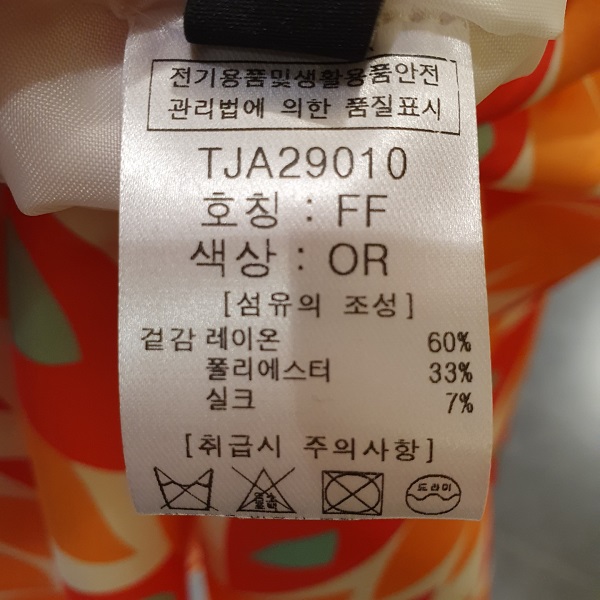 전기용품및생활용품안전
관리법에 의한 품질표시
TJA29010
호칭 : FF
색상 : OR
[섬유의 조성]
겉감 레이온 60%
폴리에스터 33%
실크 7%
[취급시 주의사항]
드라이